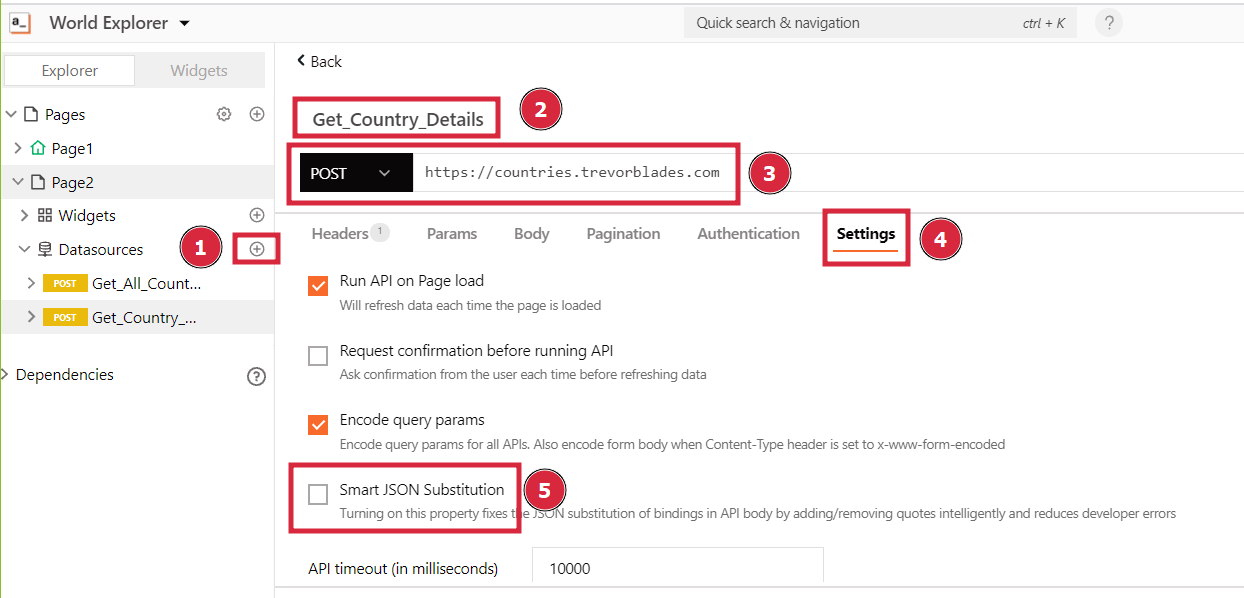 a_ World Explorer Quick search & navigation ctrl + K ?
Explorer Widgets
Pages
Page1
Page2
Widgets
Datasources 1
POST Get_All_Count...
POST Get_Country_...
Dependencies ?
Back
Get_Country_Details 2
POST https://countries.trevorblades.com 3
Headers 1 Params Body Pagination Authentication Settings 4
Run API on Page load
Will refresh data each time the page is loaded
Request confirmation before running API
Ask confirmation from the user each time before refreshing data
Encode query params
Encode query params for all APIs. Also encode form body when Content-Type header is set to x-www-form-encoded
Smart JSON Substitution 5
Turning on this property fixes the JSON substitution of bindings in API body by adding/removing quotes intelligently and reduces developer errors
API timeout (in milliseconds) 10000